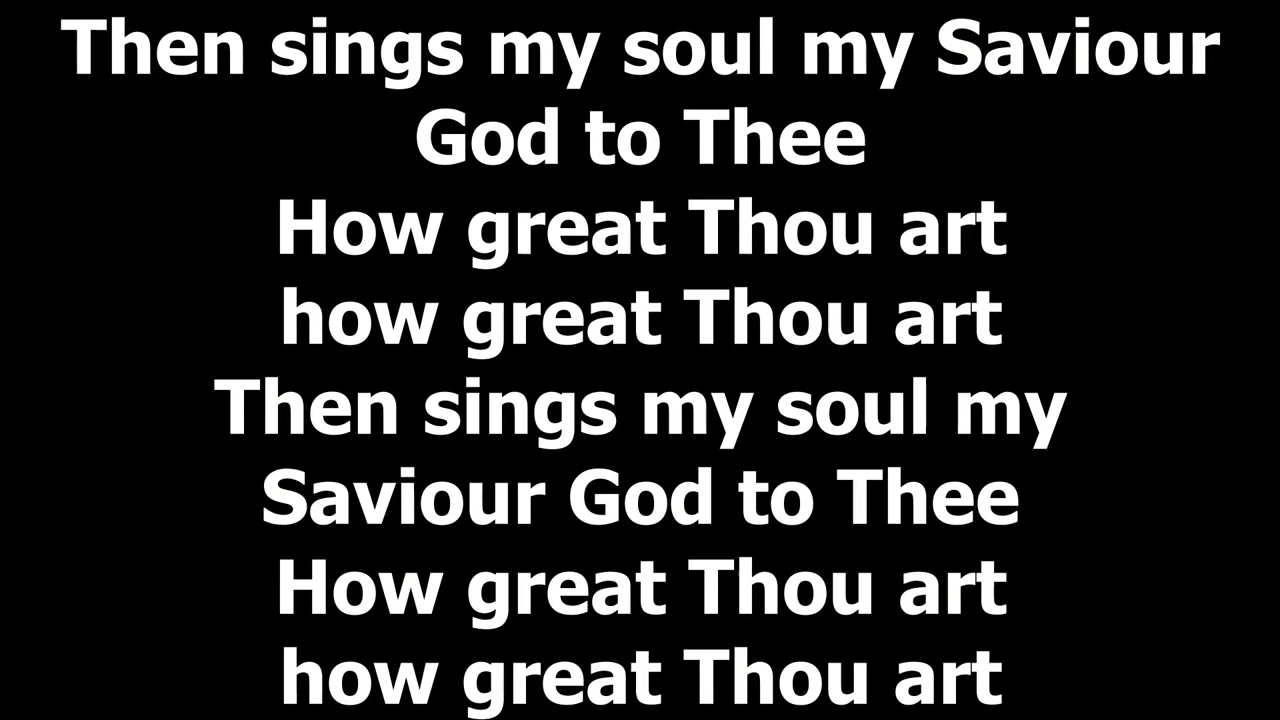 Then sings my soul my Saviour
God to Thee
How great Thou art
how great Thou art
Then sings my soul my
Saviour God to Thee
How great Thou art
how great Thou art